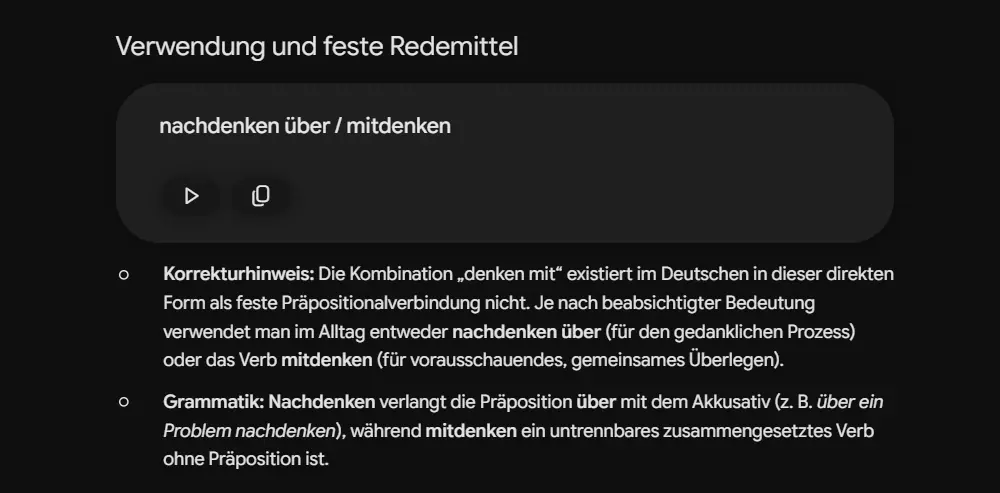 Verwendung und feste Redemittel
nachdenken über / mitdenken
Korrekturhinweis: Die Kombination „denken mit“ existiert im Deutschen in dieser direkten
Form als feste Präpositionalverbindung nicht. Je nach beabsichtigter Bedeutung
verwendet man im Alltag entweder nachdenken über (für den gedanklichen Prozess)
oder das Verb mitdenken (für vorausschauendes, gemeinsames Überlegen).
Grammatik: Nachdenken verlangt die Präposition über mit dem Akkusativ (z. B. über ein
Problem nachdenken), während mitdenken ein untrennbares zusammengesetztes Verb
ohne Präposition ist.